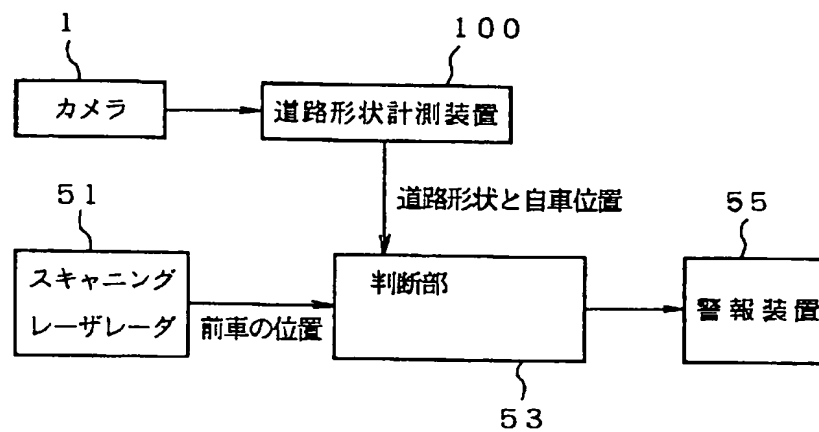 1
100
カメラ
道路形状計測装置
道路形状と自車位置
51
55
スキャニング
レーザレーダ
前車の位置
判断部
警報装置
53